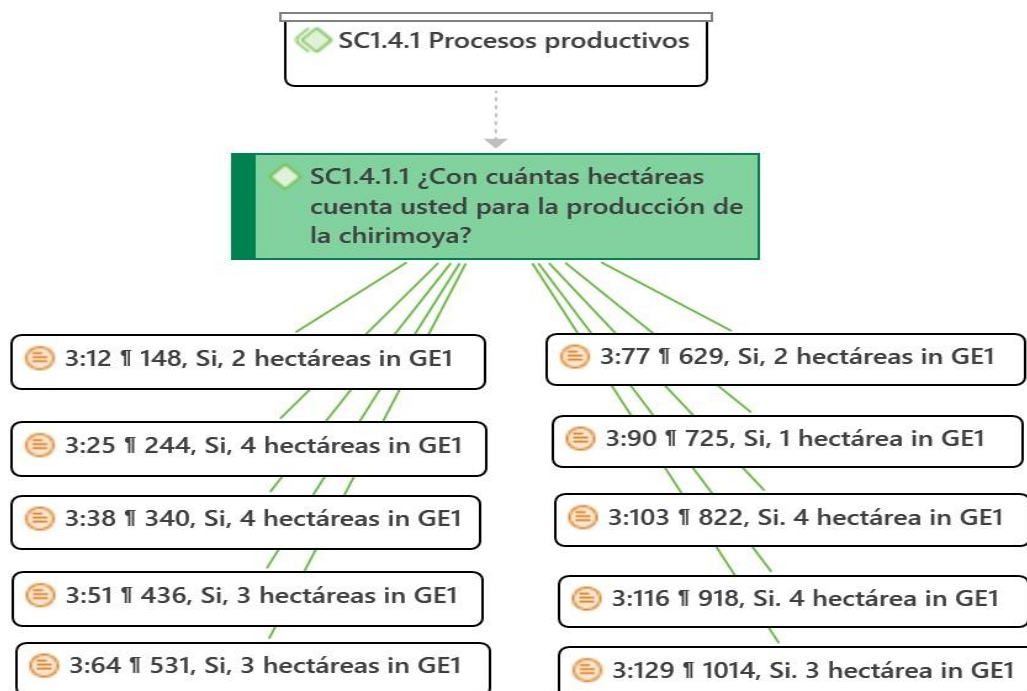 SC1.4.1 Procesos productivos
SC1.4.1.1 ¿Con cuántas hectáreas
cuenta usted para la producción de
la chirimoya?
3:12 ¶ 148, Si, 2 hectáreas in GE1
3:25 ¶ 244, Si, 4 hectáreas in GE1
3:38 ¶ 340, Si, 4 hectáreas in GE1
3:51 ¶ 436, Si, 3 hectáreas in GE1
3:64 ¶ 531, Si, 3 hectáreas in GE1
3:77 ¶ 629, Si, 2 hectáreas in GE1
3:90 ¶ 725, Si, 1 hectárea in GE1
3:103 ¶ 822, Si. 4 hectárea in GE1
3:116 ¶ 918, Si. 4 hectárea in GE1
3:129 ¶ 1014, Si. 3 hectárea in GE1